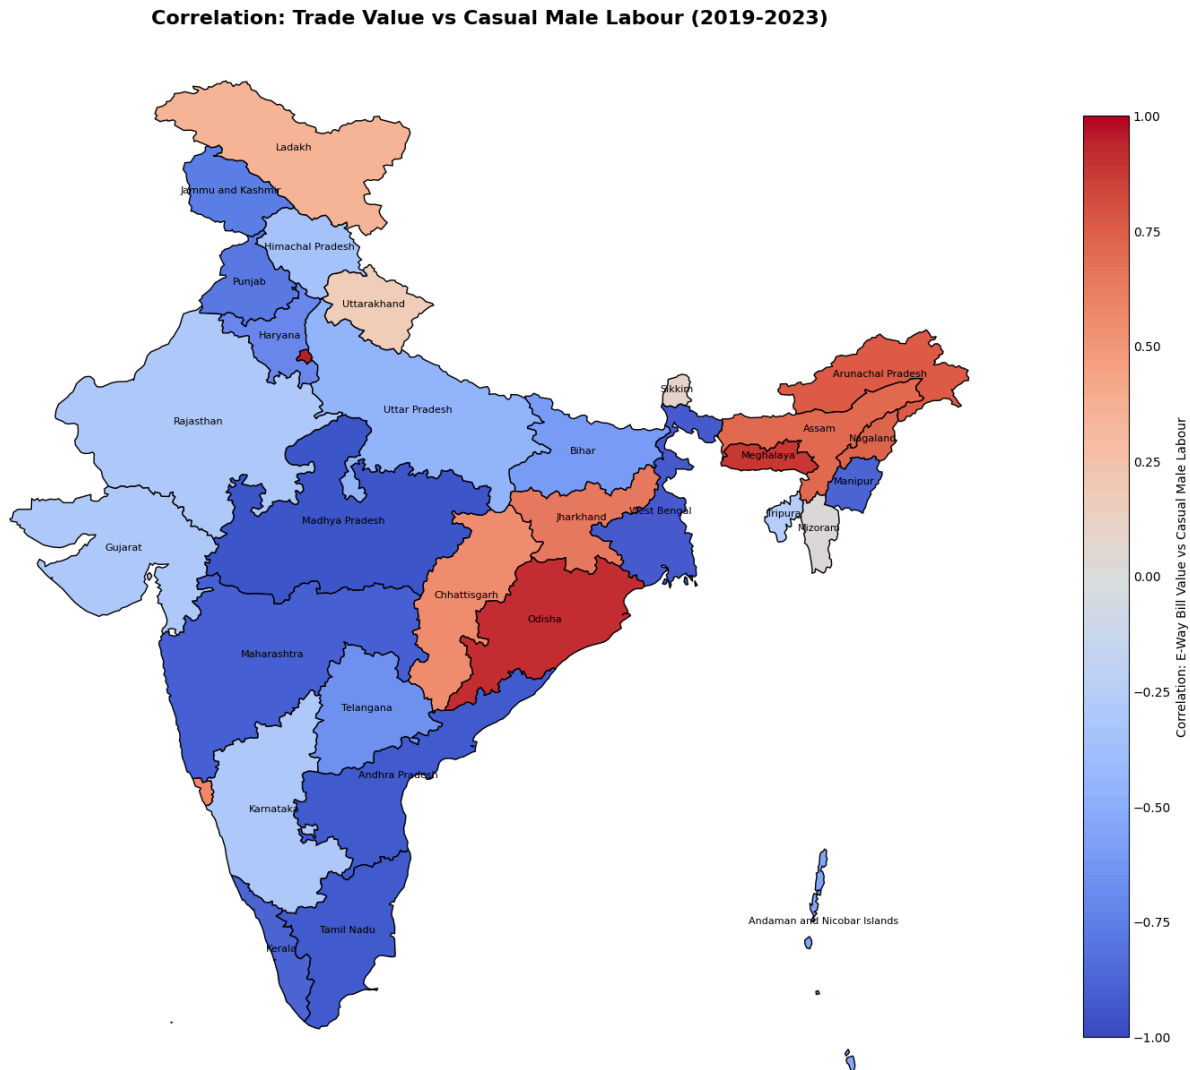 Correlation: Trade Value vs Casual Male Labour (2019-2023)
Ladakh
Jammu and Kashmir
Himachal Pradesh
Punjab
Uttarakhand
Haryana
Arunachal Pradesh
Sikkim
Rajasthan
Uttar Pradesh
Assam
Nagaland
Bihar
Meghalaya
Manipur
West Bengal
Tripura
Jharkhand
Madhya Pradesh
Mizoram
Gujarat
Chhattisgarh
Odisha
Maharashtra
Telangana
Andhra Pradesh
Karnataka
Andaman and Nicobar Islands
Tamil Nadu
Kerala
1.00
0.75
0.50
0.25
0.00
−0.25
−0.50
−0.75
−1.00
Correlation: E-Way Bill Value vs Casual Male Labour